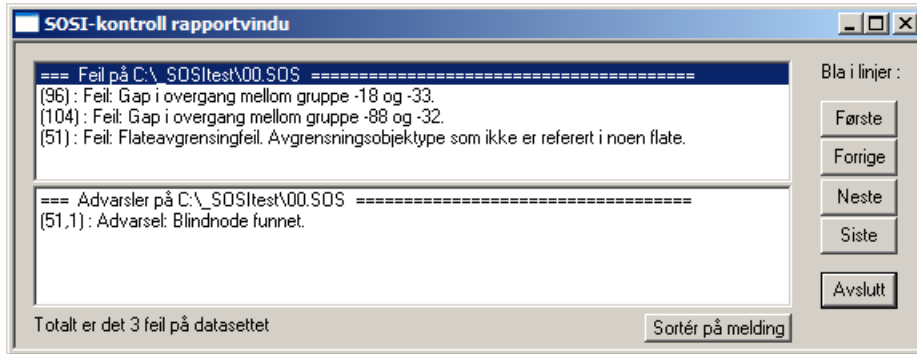 SOSI-kontroll rapportvindu
=== Feil på C:\_SOSItest\00.SOS ========================================
(96) : Feil: Gap i overgang mellom gruppe -18 og -33.
(104) : Feil: Gap i overgang mellom gruppe -88 og -32.
(51) : Feil: Flateavgrensingfeil. Avgrensningsobjektype som ikke er referert i noen flate.
=== Advarsler på C:\_SOSItest\00.SOS ===================================
(51,1) : Advarsel: Blindnode funnet.
Totalt er det 3 feil på datasettet
Sortér på melding
Bla i linjer :
Første
Forrige
Neste
Siste
Avslutt